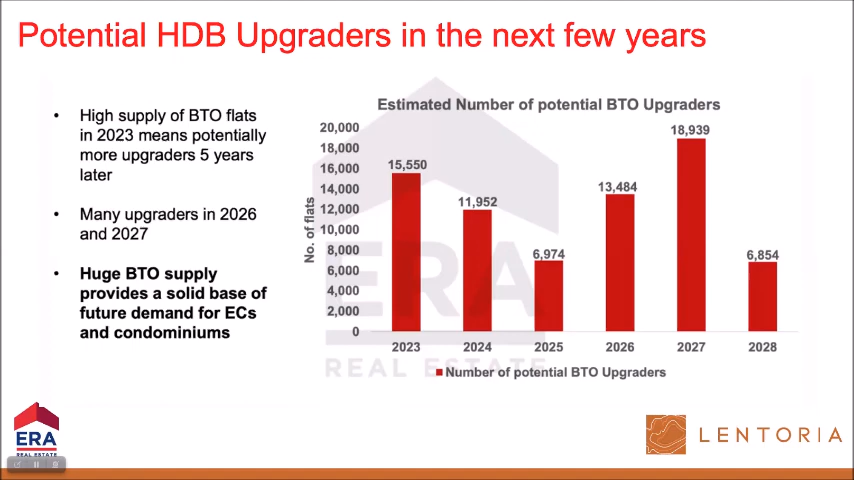 Potential HDB Upgraders in the next few years
• High supply of BTO flats
in 2023 means potentially
more upgraders 5 years
later
• Many upgraders in 2026
and 2027
• Huge BTO supply
provides a solid base of
future demand for ECs
and condominiums
Estimated Number of potential BTO Upgraders
No. of flats
20,000
18,000
16,000
14,000
12,000
10,000
8,000
6,000
4,000
2,000
0
15,550
11,952
6,974
13,484
18,939
6,854
2023 2024 2025 2026 2027 2028
Number of potential BTO Upgraders
ERA
REAL ESTATE
ERA
REAL ESTATE
LENTORIA